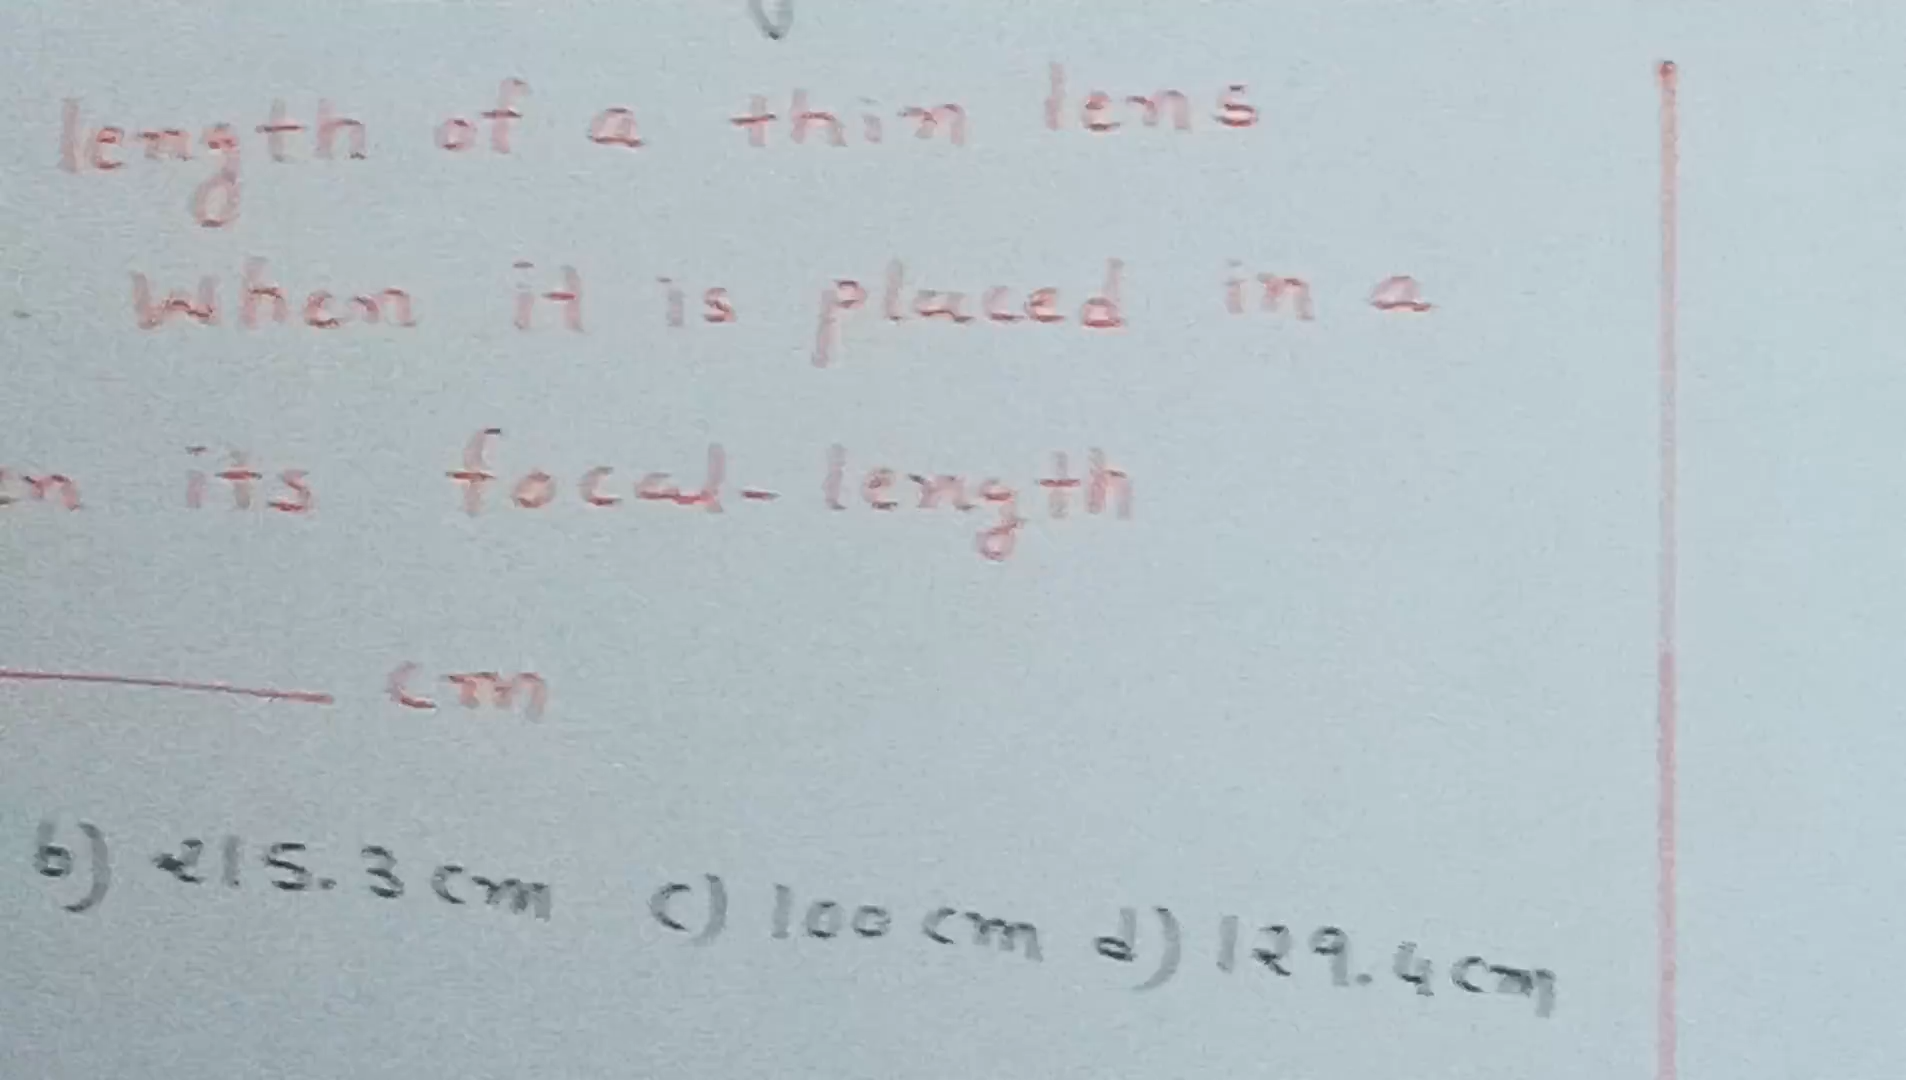 length of a thin lens
When it is placed in a
its focal-length
cm
b) 215.3 cm c) 100 cm d) 129.4 cm